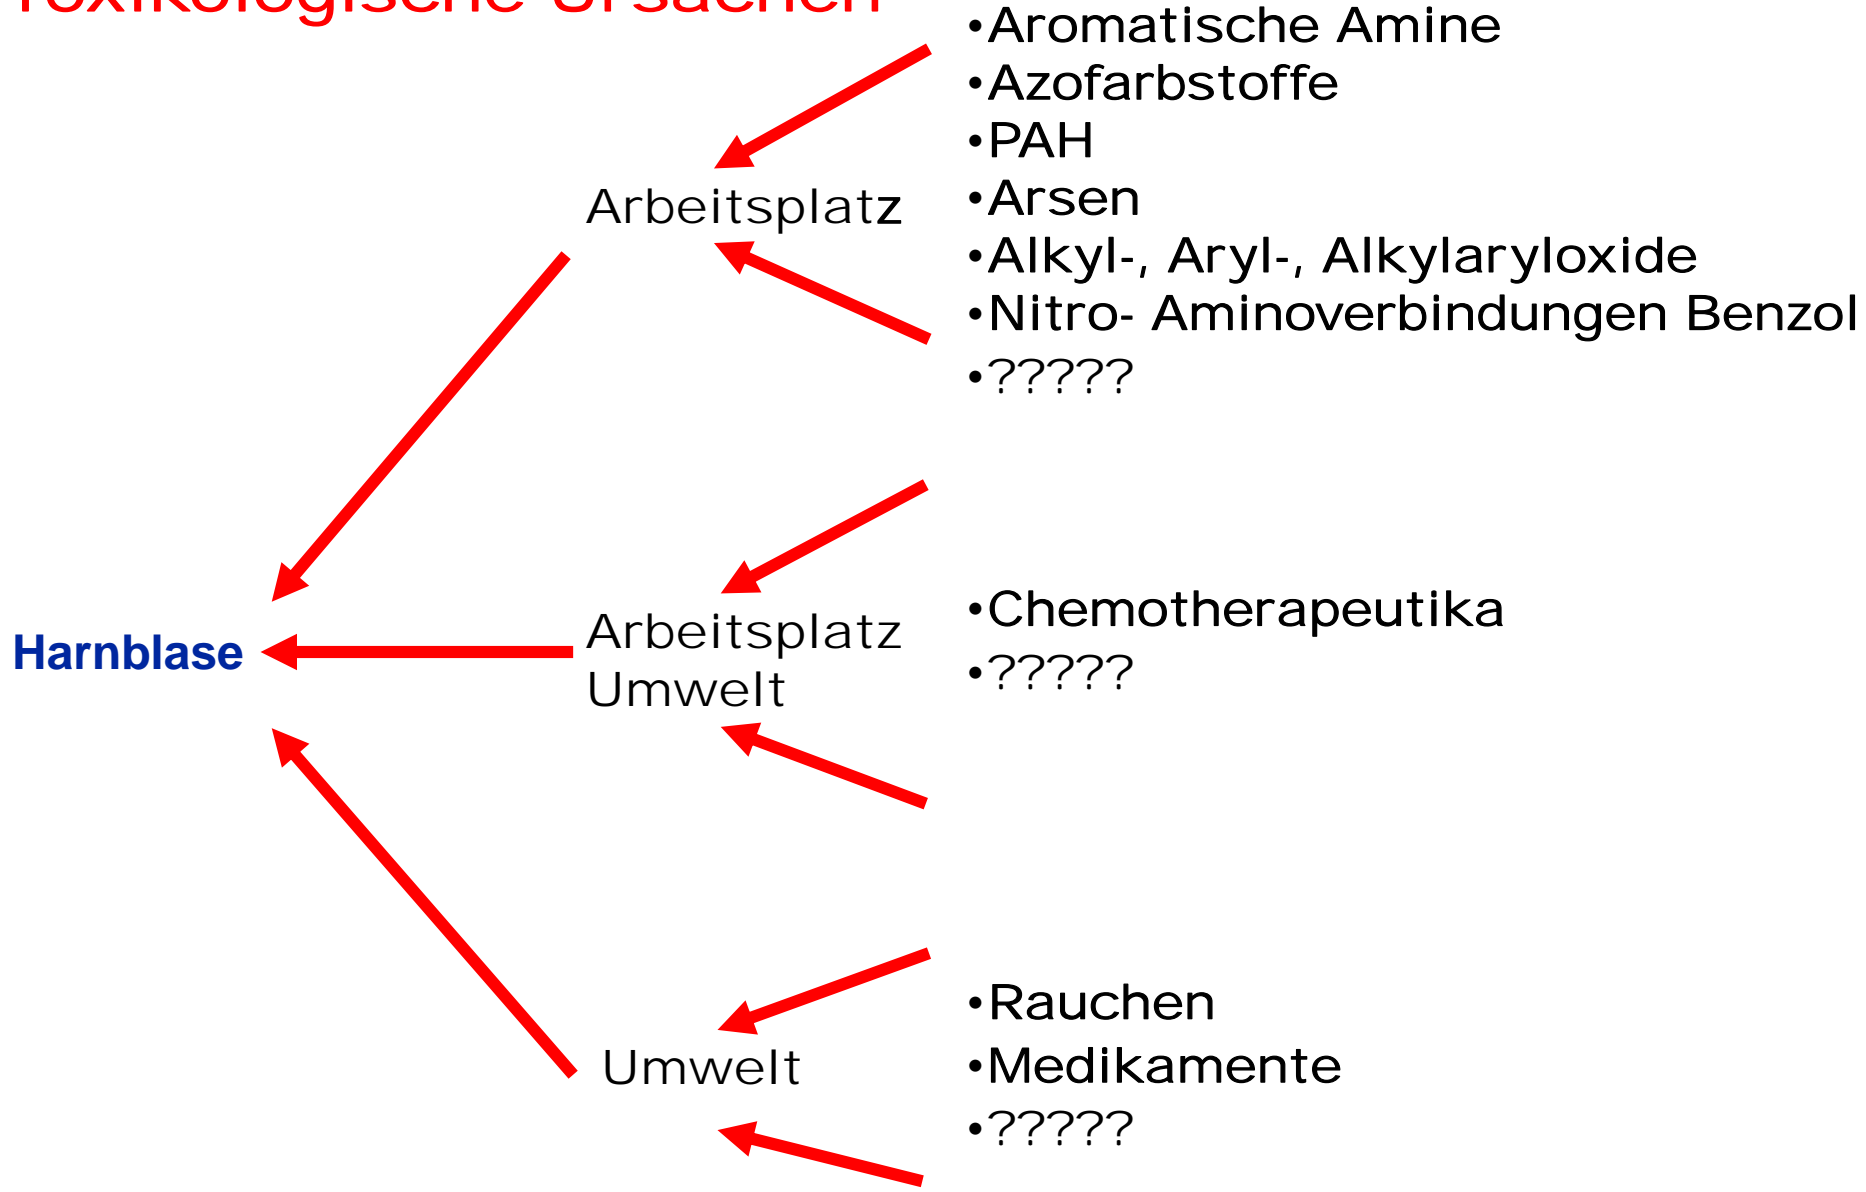 Toxikologische Ursachen
•Aromatische Amine
•Azofarbstoffe
•PAH
•Arsen
•Alkyl-, Aryl-, Alkylaryloxide
•Nitro- Aminoverbindungen Benzol
•?????
Arbeitsplatz
Harnblase
Arbeitsplatz
Umwelt
•Chemotherapeutika
•?????
Umwelt
•Rauchen
•Medikamente
•?????